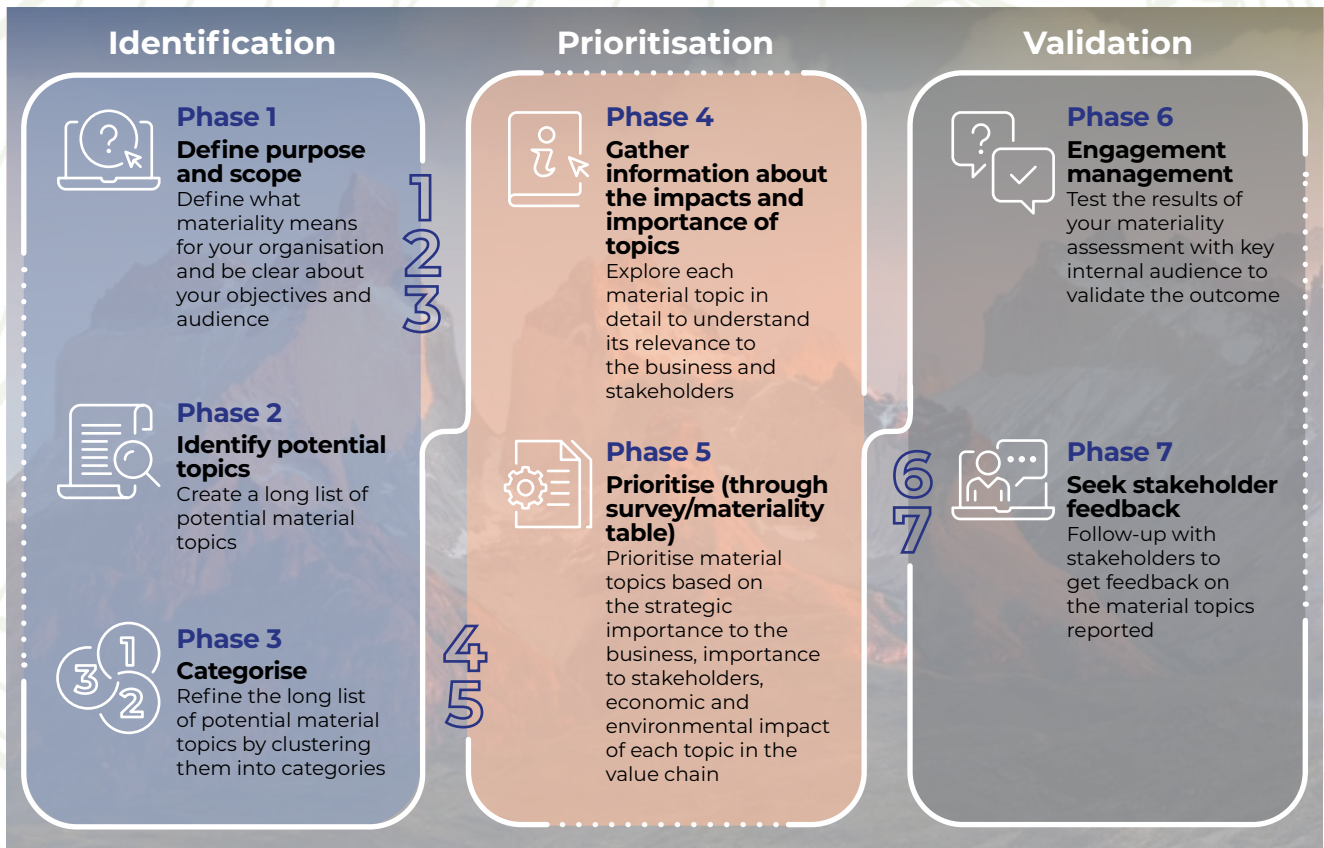 Identification
Phase 1
Define purpose
and scope
Define what
materiality means
for your organisation
and be clear about
your objectives and
audience
1
2
3
Phase 2
Identify potential
topics
Create a long list of
potential material
topics
1
3
2
Phase 3
Categorise
Refine the long list
of potential material
topics by clustering
them into categories
Prioritisation
Phase 4
Gather
information about
the impacts and
importance of
topics
Explore each
material topic in
detail to understand
its relevance to
the business and
stakeholders
4
5
Phase 5
Prioritise (through
survey/materiality
table)
Prioritise material
topics based on
the strategic
importance to the
business, importance
to stakeholders,
economic and
environmental impact
of each topic in the
value chain
Validation
Phase 6
Engagement
management
Test the results of
your materiality
assessment with key
internal audience to
validate the outcome
6
7
Phase 7
Seek stakeholder
feedback
Follow-up with
stakeholders to
get feedback on
the material topics
reported